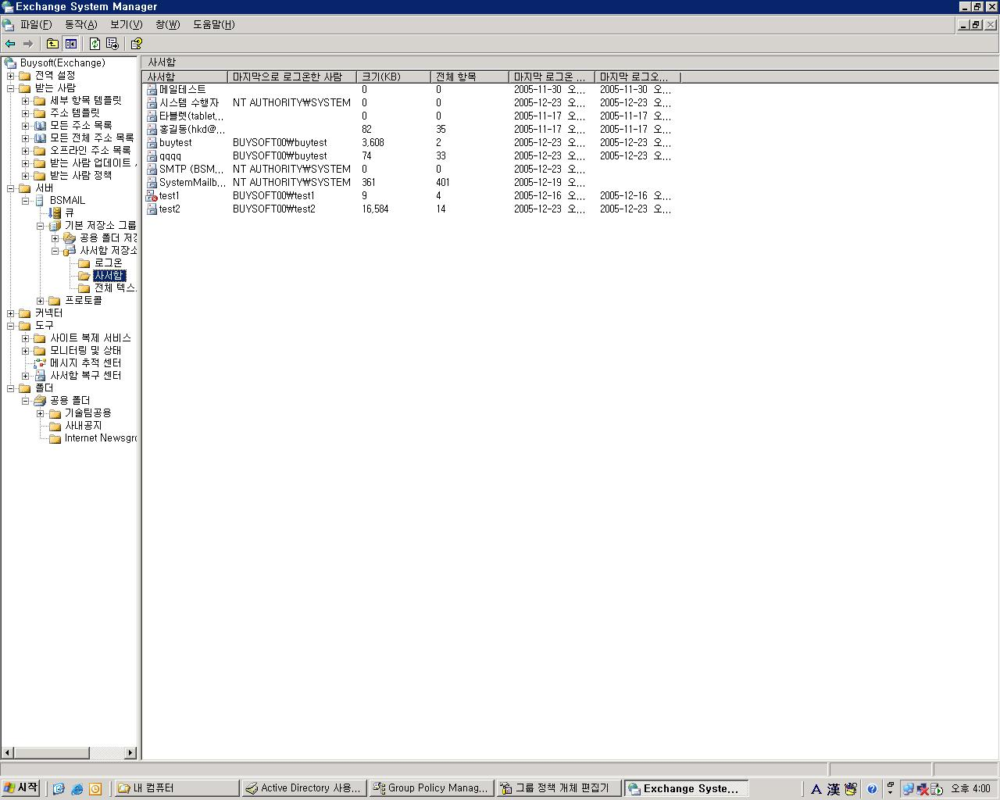 Exchange System Manager
파일(F) 동작(A) 보기(V) 창(W) 도움말(H)
Buysoft(Exchange)
전역 설정
받는 사람
세부 항목 템플릿
주소 템플릿
모든 주소 목록
모든 전체 주소 목록
오프라인 주소 목록
받는 사람 업데이트
받는 사람 정책
서버
BSMAIL
큐
기본 저장소 그룹
공용 폴더 저장
사서함 저장소
로그온
사서함
전체 텍스
프로토콜
커넥터
도구
사이트 복제 서비스
모니터링 및 상태
메시지 추적 센터
사서함 복구 센터
폴더
공용 폴더
기술팀공용
사내공지
Internet Newsgro
사서함
사서함 마지막으로 로그온한 사람 크기(KB) 전체 항목 마지막 로그온 ... 마지막 로그오...
메일테스트 0 0 2005-11-30 오... 2005-11-30 오...
시스템 수행자 NT AUTHORITY₩SYSTEM 0 0 2005-12-23 오... 2005-12-23 오...
타블렛(tablet... 0 0 2005-11-17 오... 2005-11-17 오...
홍길동(hkd@... 82 35 2005-11-17 오... 2005-11-17 오...
buytest BUYSOFT00₩buytest 3,608 2 2005-12-23 오... 2005-12-23 오...
qqqq BUYSOFT00₩buytest 74 33 2005-12-23 오... 2005-12-23 오...
SMTP (BSM... NT AUTHORITY₩SYSTEM 0 0 2005-12-23 오...
SystemMailb... NT AUTHORITY₩SYSTEM 361 401 2005-12-19 오...
test1 BUYSOFT00₩test1 9 4 2005-12-16 오... 2005-12-16 오...
test2 BUYSOFT00₩test2 16,584 14 2005-12-23 오... 2005-12-23 오...
시작 내 컴퓨터 Active Directory 사용... Group Policy Manag... 그룹 정책 개체 편집기 Exchange Syste... A 漢 오후 4:00